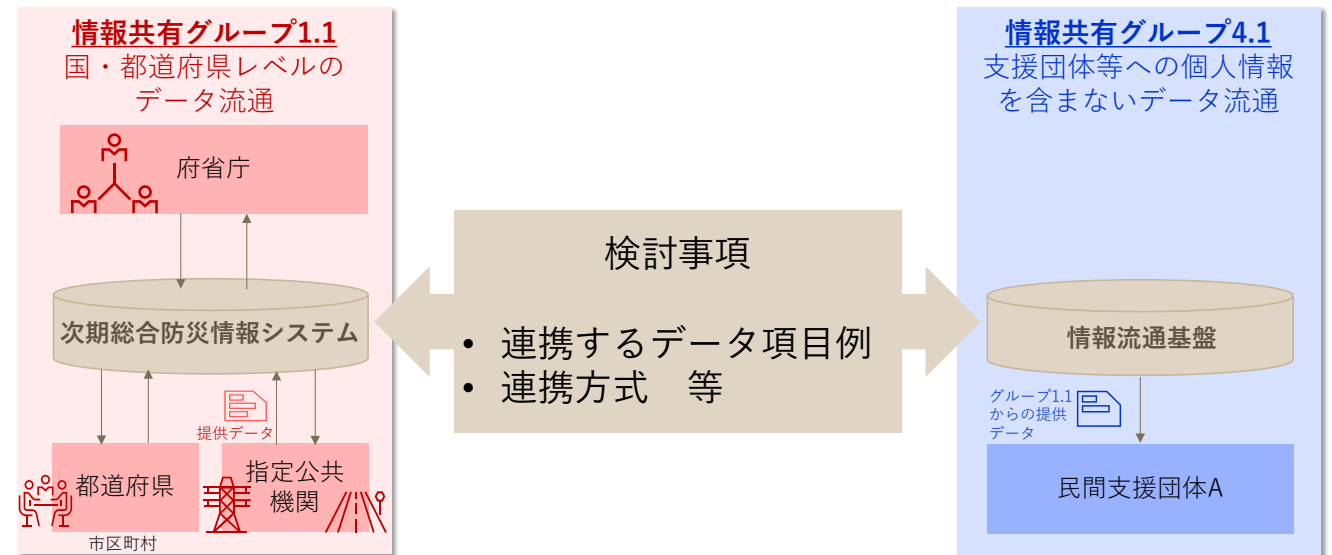 情報共有グループ1.1
国・都道府県レベルの
データ流通
府省庁
次期総合防災情報システム
提供データ
都道府県
指定公共
機関
市区町村
検討事項
• 連携するデータ項目例
• 連携方式　等
情報共有グループ4.1
支援団体等への個人情報
を含まないデータ流通
情報流通基盤
グループ1.1
からの提供
データ
民間支援団体A